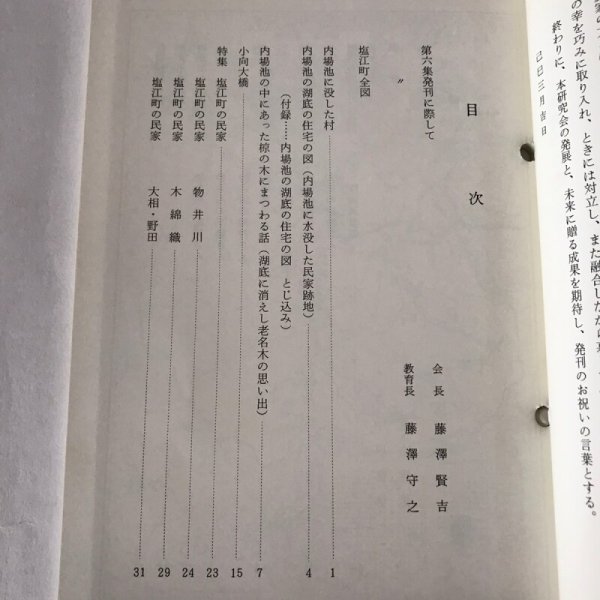 の幸を巧みに取り入れ、ときには対立し、また融合しながら
終わりに、本研究会の発展と、未来に贈る成果を期待し、発刊のお祝いの言葉とする。
己巳三月吉日
目次
第六集発刊に際して 会長 藤澤賢吉
〃 教育長 藤澤守之
塩江町全図
内場池に没した村 1
内場池の湖底の住宅の図(内場池に水没した民家跡地) 4
(付録……内場池の湖底の住宅の図 とじ込み)
内場池の中にあった椋の木にまつわる話(湖底に消えし老名木の思い出) 7
小向大橋 15
特集 塩江町の民家 23
塩江町の民家 物井川 24
塩江町の民家 木綿織 29
塩江町の民家 大相・野田 31